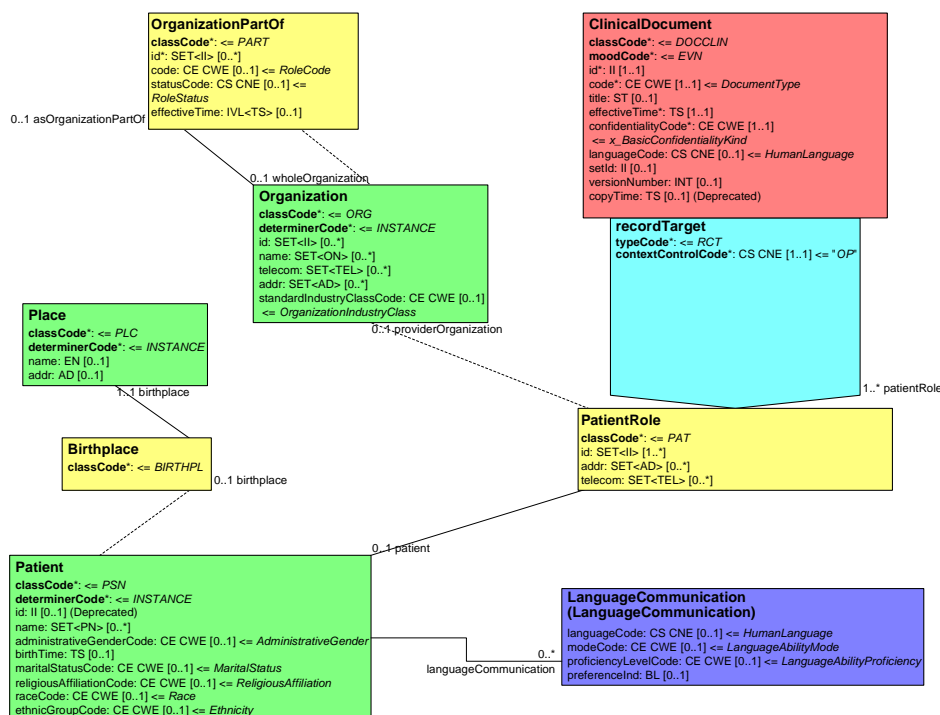 OrganizationPartOf
classCode*: <= PART
id*: SET<II> [0..*]
code: CE CWE [0..1] <= RoleCode
statusCode: CS CNE [0..1] <=
RoleStatus
effectiveTime: IVL<TS> [0..1]
0..1 asOrganizationPartOf
0..1 wholeOrganization
ClinicalDocument
classCode*: <= DOCCLIN
moodCode*: <= EVN
id*: II [1..1]
code*: CE CWE [1..1] <= DocumentType
title: ST [0..1]
effectiveTime*: TS [1..1]
confidentialityCode*: CE CWE [1..1]
<= x_BasicConfidentialityKind
languageCode: CS CNE [0..1] <= HumanLanguage
setId: II [0..1]
versionNumber: INT [0..1]
copyTime: TS [0..1] (Deprecated)
Organization
classCode*: <= ORG
determinerCode*: <= INSTANCE
id: SET<II> [0..*]
name: SET<ON> [0..*]
telecom: SET<TEL> [0..*]
addr: SET<AD> [0..*]
standardIndustryClassCode: CE CWE [0..1]
<= OrganizationIndustryClass
0..1 providerOrganization
recordTarget
typeCode*: <= RCT
contextControlCode*: CS CNE [1..1] <= "OP"
1..* patientRole
Place
classCode*: <= PLC
determinerCode*: <= INSTANCE
name: EN [0..1]
addr: AD [0..1]
1..1 birthplace
Birthplace
classCode*: <= BIRTHPL
0..1 birthplace
PatientRole
classCode*: <= PAT
id: SET<II> [1..*]
addr: SET<AD> [0..*]
telecom: SET<TEL> [0..*]
0..1 patient
Patient
classCode*: <= PSN
determinerCode*: <= INSTANCE
id: II [0..1] (Deprecated)
name: SET<PN> [0..*]
administrativeGenderCode: CE CWE [0..1] <= AdministrativeGender
birthTime: TS [0..1]
maritalStatusCode: CE CWE [0..1] <= MaritalStatus
religiousAffiliationCode: CE CWE [0..1] <= ReligiousAffiliation
raceCode: CE CWE [0..1] <= Race
ethnicGroupCode: CE CWE [0..1] <= Ethnicity
0..*
languageCommunication
LanguageCommunication
(LanguageCommunication)
languageCode: CS CNE [0..1] <= HumanLanguage
modeCode: CE CWE [0..1] <= LanguageAbilityMode
proficiencyLevelCode: CE CWE [0..1] <= LanguageAbilityProficiency
preferenceInd: BL [0..1]